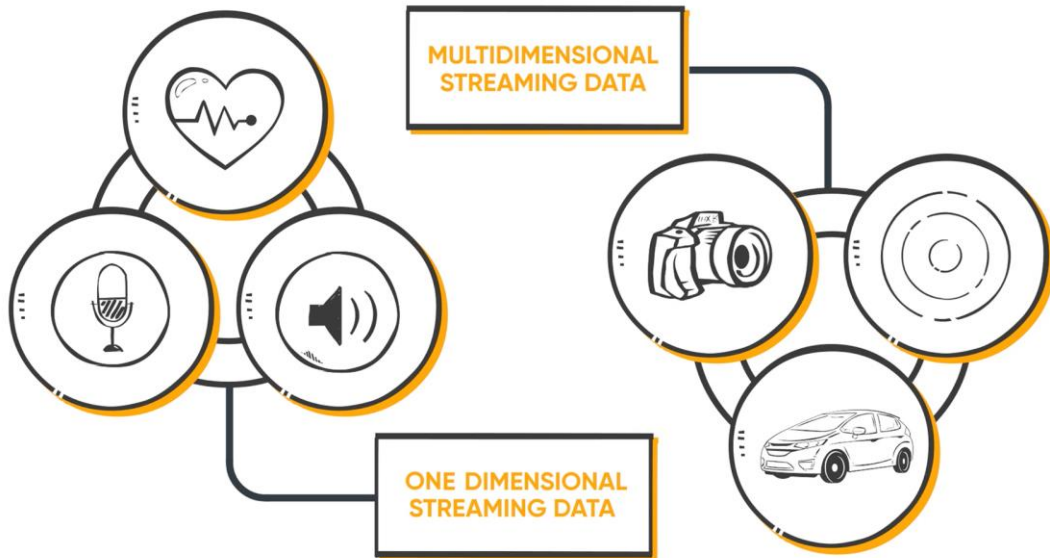 MULTIDIMENSIONAL
STREAMING DATA
ONE DIMENSIONAL
STREAMING DATA